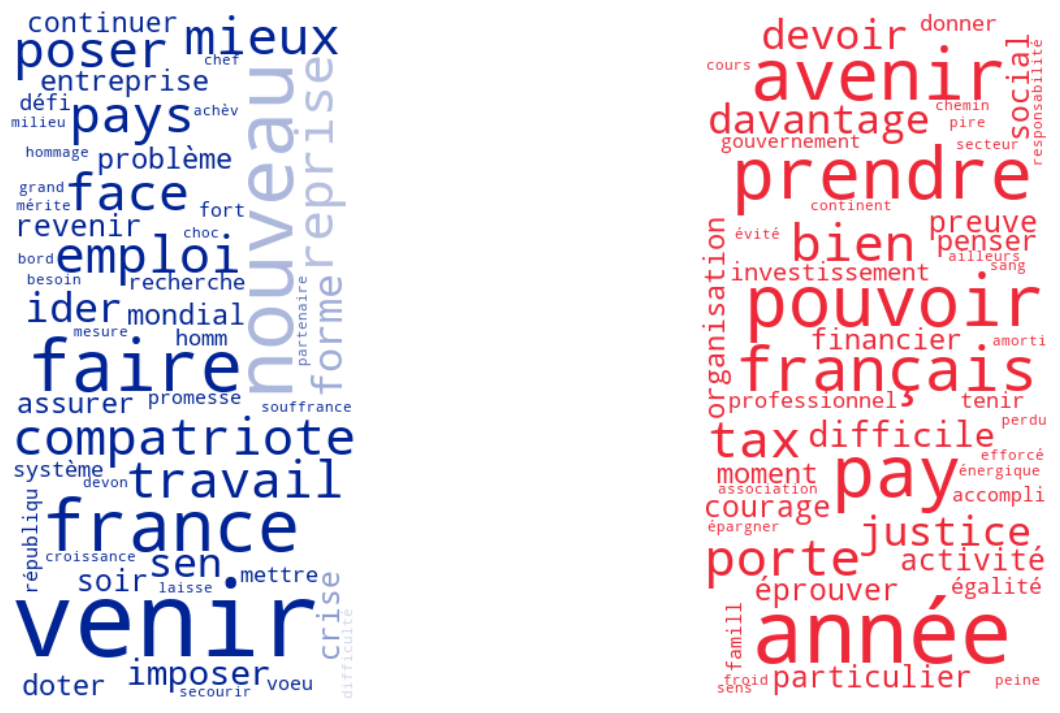 continuer
poser
mieux
chef
entreprise
défi
milieu
pays
achèv
hommage
problème
grand
mérite
face
fort
revenir
choc
bord
emploi
besoin
recherche
ider
mondial
mesure
homm
faire
assurer
promesse
souffrance
compatriote
système
devon
travail
républiqu
france
croissance
sen
soir
laisse
mettre
venir
imposer
doter
secourir
voeu
nouveau
reprise
forme
partenaire
crise
difficulté
devoir
donner
cours
avenir
social
responsabilité
chemin
davantage
pire
gouvernement
secteur
prendre
continent
preuve
évité
bien
penser
ailleurs
sang
investissement
organisation
pouvoir
financier
amorti
français
professionnel
tenir
perdu
tax
difficile
efforcé
moment
pay
énergique
association
accompli
courage
épargner
justice
porte
activité
éprouver
égalité
famill
année
froid
particulier
sens
peine